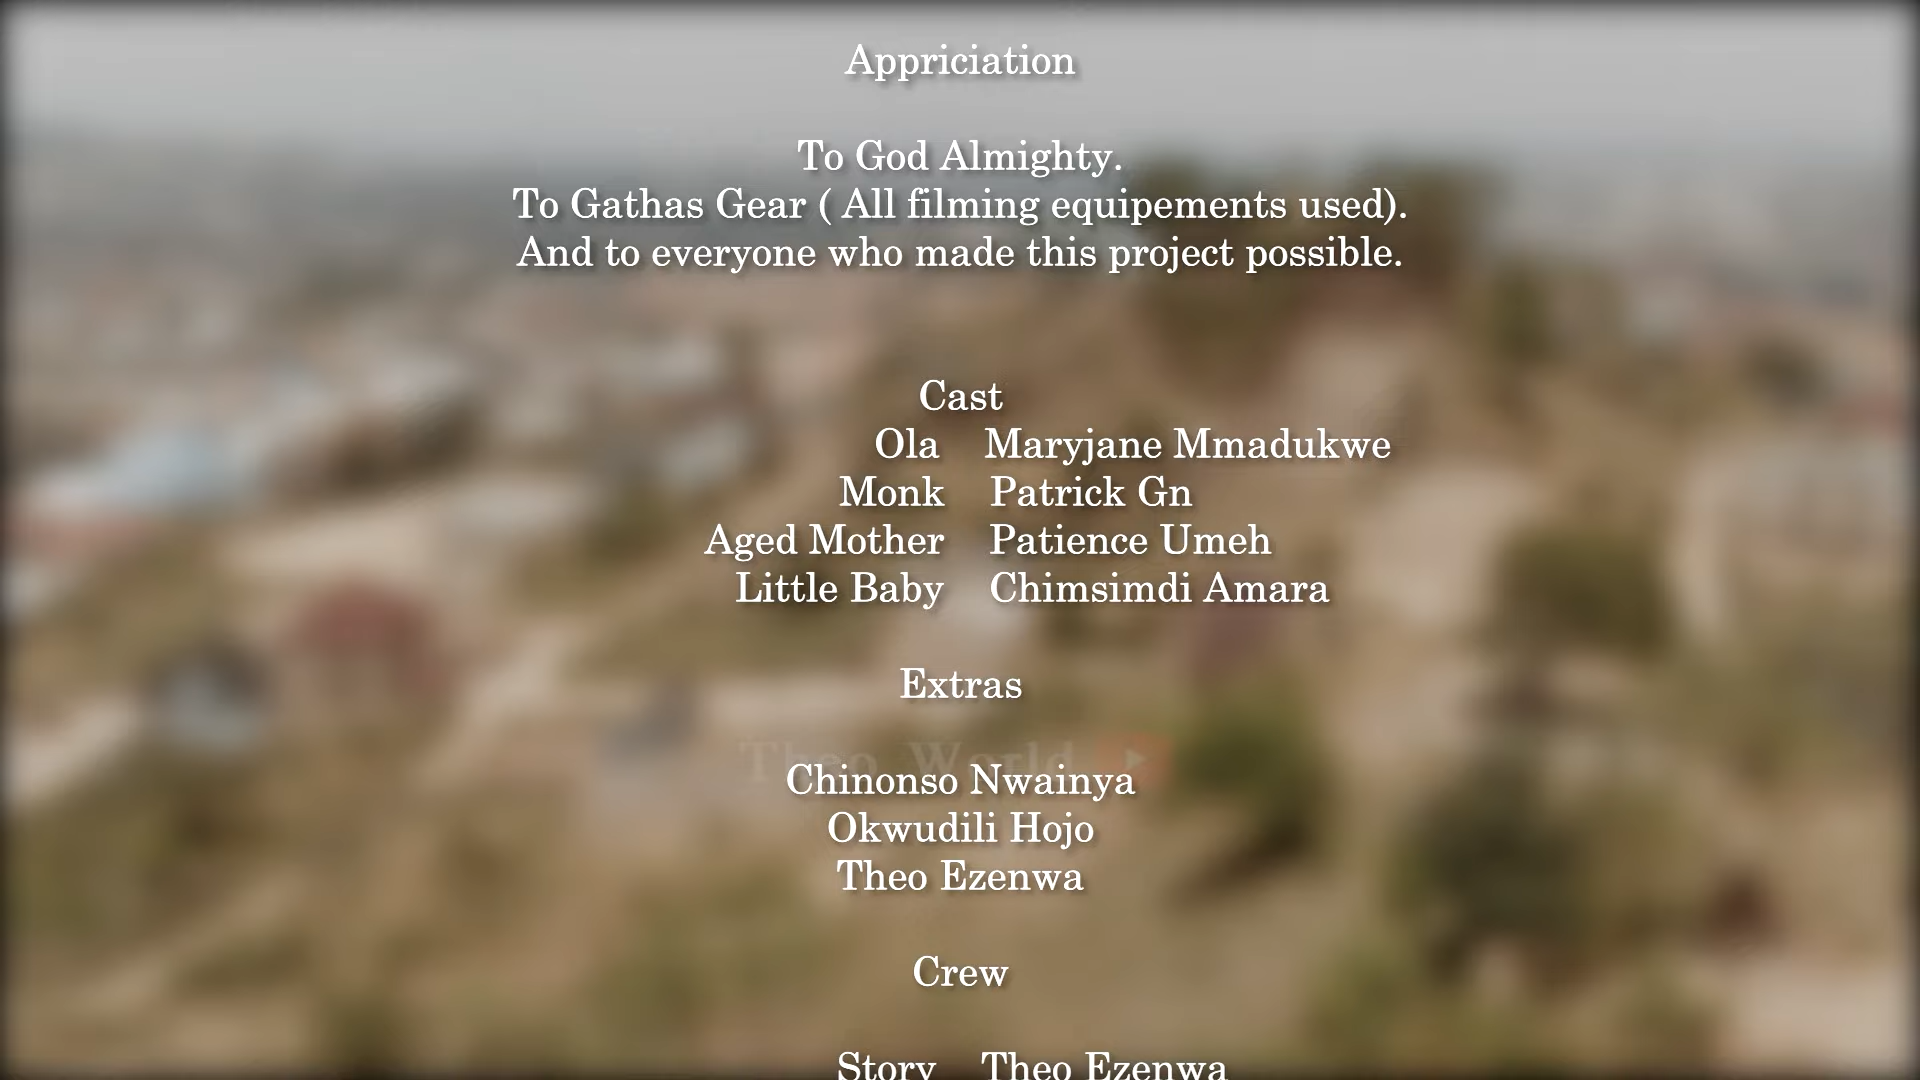 Appriciation
To God Almighty.
To Gathas Gear ( All filming equipements used).
And to everyone who made this project possible.
Cast
Ola Maryjane Mmadukwe
Monk Patrick Gn
Aged Mother Patience Umeh
Little Baby Chimsimdi Amara
Extras
Theo World
Chinonso Nwainya
Okwudili Hojo
Theo Ezenwa
Crew
Story Theo Ezenwa